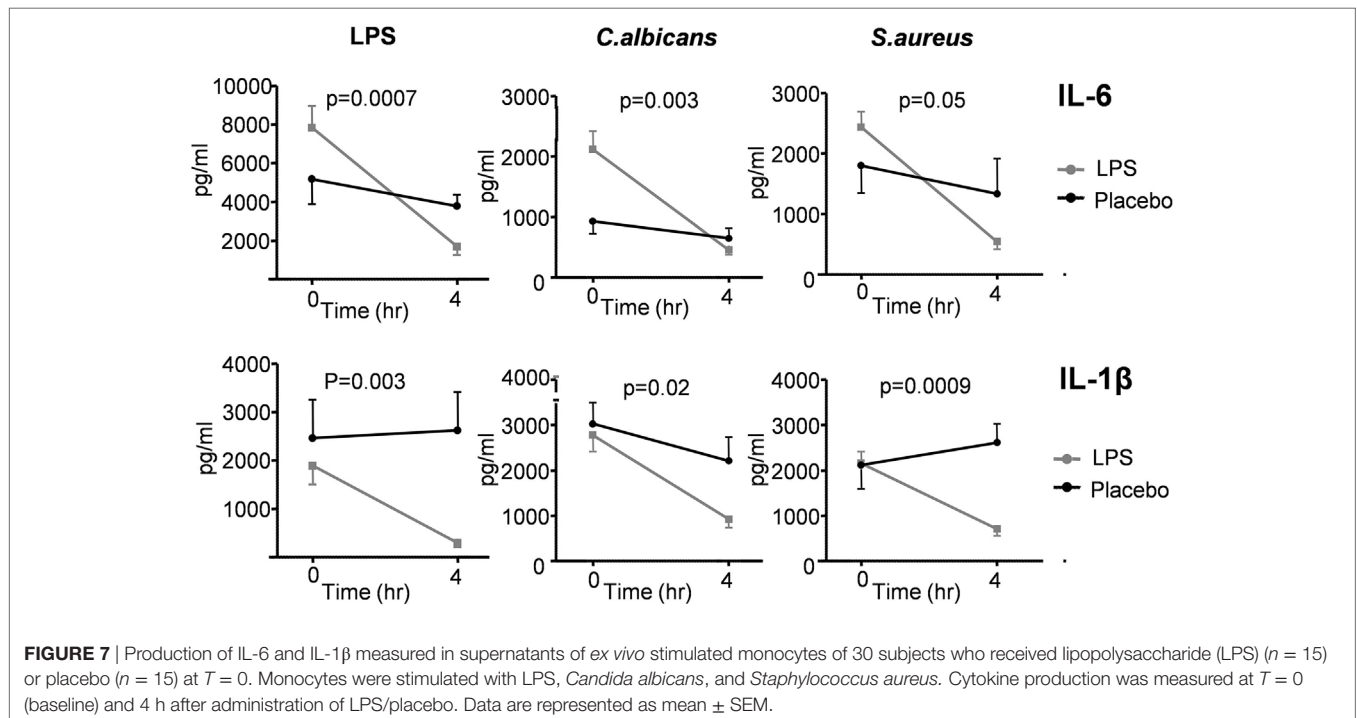 LPS C.albicans S.aureus
10000
8000
6000
4000
2000
pg/ml
p=0.0007
0 4
Time (hr)
3000
2000
1000
0
pg/ml
p=0.003
0 4
Time (hr)
3000
2000
1000
0
pg/ml
p=0.05
0 4
Time (hr)
IL-6
LPS
Placebo
4000
3000
2000
1000
pg/ml
P=0.003
0 4
Time (hr)
4000
3000
2000
1000
0
pg/ml
p=0.02
0 4
Time (hr)
4000
3000
2000
1000
0
pg/ml
p=0.0009
0 4
Time (hr)
IL-1β
LPS
Placebo
FIGURE 7 | Production of IL-6 and IL-1β measured in supernatants of ex vivo stimulated monocytes of 30 subjects who received lipopolysaccharide (LPS) (n = 15)
or placebo (n = 15) at T = 0. Monocytes were stimulated with LPS, Candida albicans, and Staphylococcus aureus. Cytokine production was measured at T = 0
(baseline) and 4 h after administration of LPS/placebo. Data are represented as mean ± SEM.